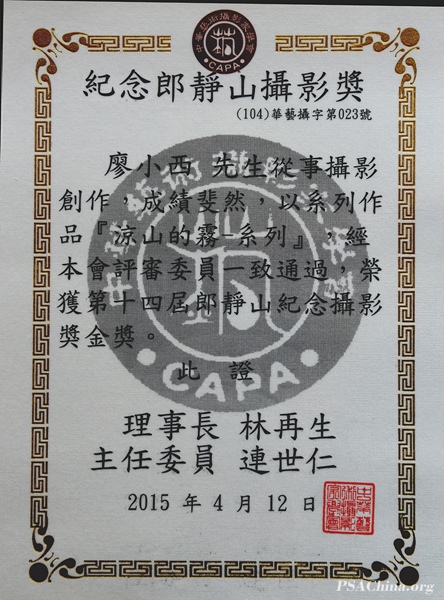 CAPA
紀念郎靜山攝影獎
(104)華藝攝字第023號
廖小西 先生從事攝影
創作，成績斐然，以系列作
品『涼山的霧-系列』，經
本會評審委員一致通過，榮
獲第十四屆郎靜山紀念攝影
獎金獎。
此證
CAPA
理事長 林再生
主任委員 連世仁
2015 年 4 月 12 日
PSAChina.org